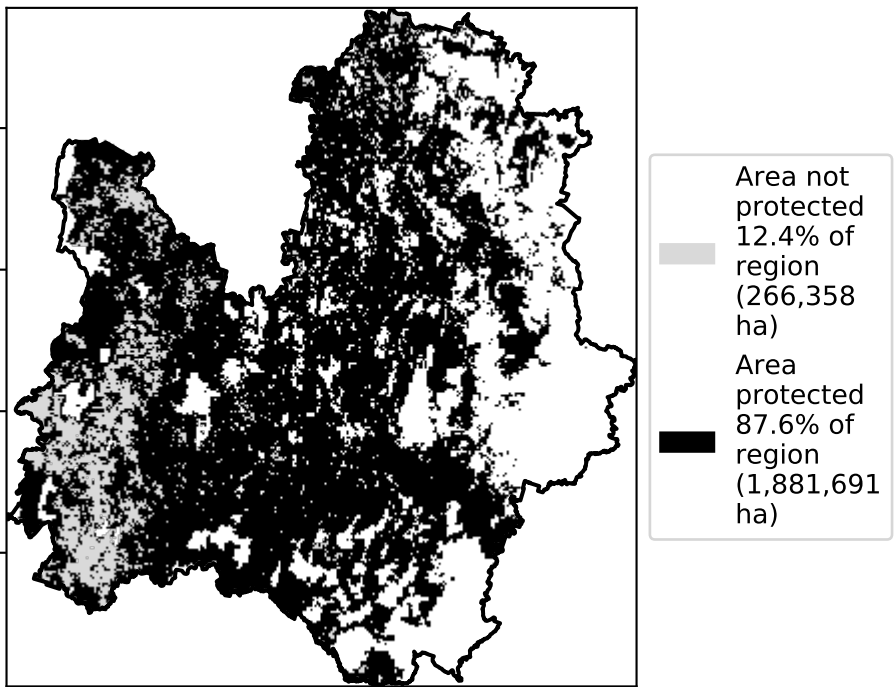 Area not
protected
12.4% of
region
(266,358
ha)
Area
protected
87.6% of
region
(1,881,691
ha)